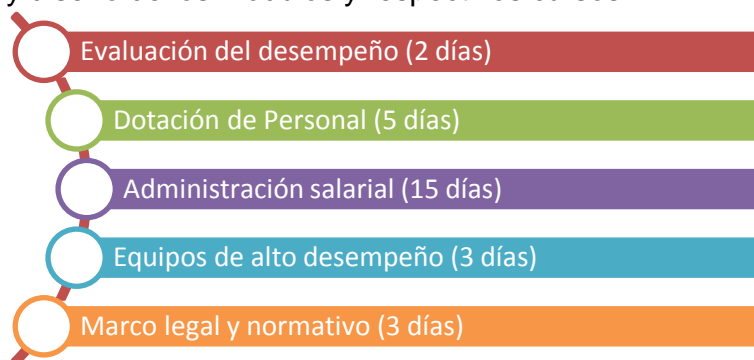 Evaluación del desempeño (2 días)
Dotación de Personal (5 días)
Administración salarial (15 días)
Equipos de alto desempeño (3 días)
Marco legal y normativo (3 días)